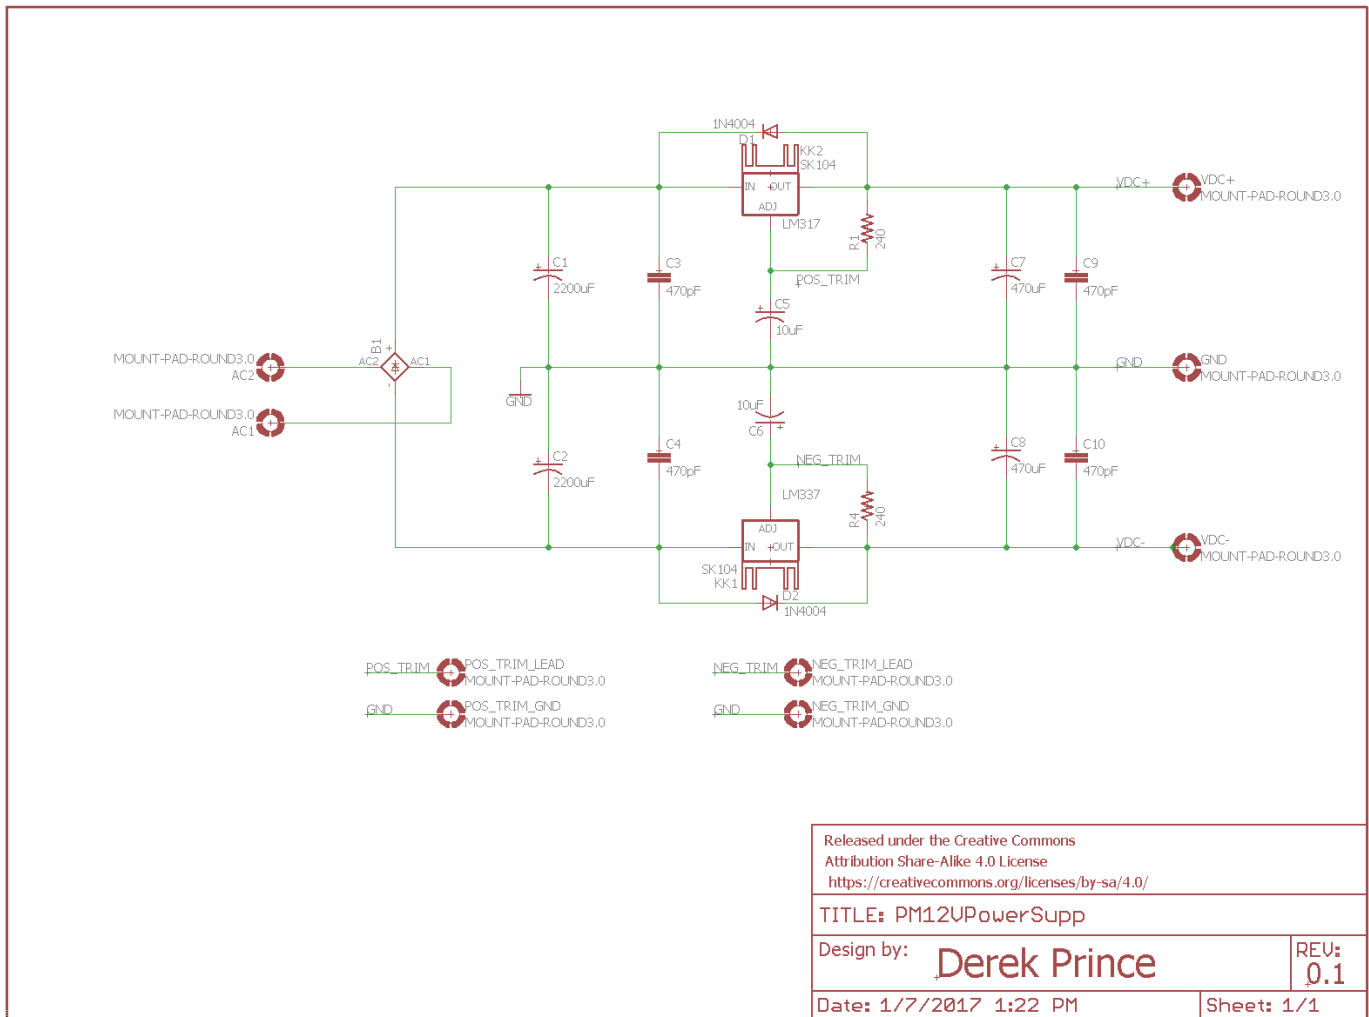 1N4004
D1
KK2
SK104
IN
OUT
ADJ
LM317
R1
240
VDC+
VDC+
MOUNT-PAD-ROUND3.0
+
C1
2200uF
C3
470pF
POS_TRIM
+
C5
10uF
+
C7
470uF
C9
470pF
MOUNT-PAD-ROUND3.0
AC2
B1
+
AC2
AC1
-
MOUNT-PAD-ROUND3.0
AC1
GND
GND
GND
MOUNT-PAD-ROUND3.0
10uF
C6
+
+
C2
2200uF
C4
470pF
NEG_TRIM
LM337
R4
240
+
C8
470uF
C10
470pF
ADJ
IN
OUT
SK104
KK1
D2
1N4004
VDC-
VDC-
MOUNT-PAD-ROUND3.0
POS_TRIM
POS_TRIM_LEAD
MOUNT-PAD-ROUND3.0
GND
POS_TRIM_GND
MOUNT-PAD-ROUND3.0
NEG_TRIM
NEG_TRIM_LEAD
MOUNT-PAD-ROUND3.0
GND
NEG_TRIM_GND
MOUNT-PAD-ROUND3.0
Released under the Creative Commons
Attribution Share-Alike 4.0 License
https://creativecommons.org/licenses/by-sa/4.0/
TITLE: PM12VPowerSupp
Design by:
Derek Prince
REV:
0.1
Date: 1/7/2017 1:22 PM
Sheet: 1/1